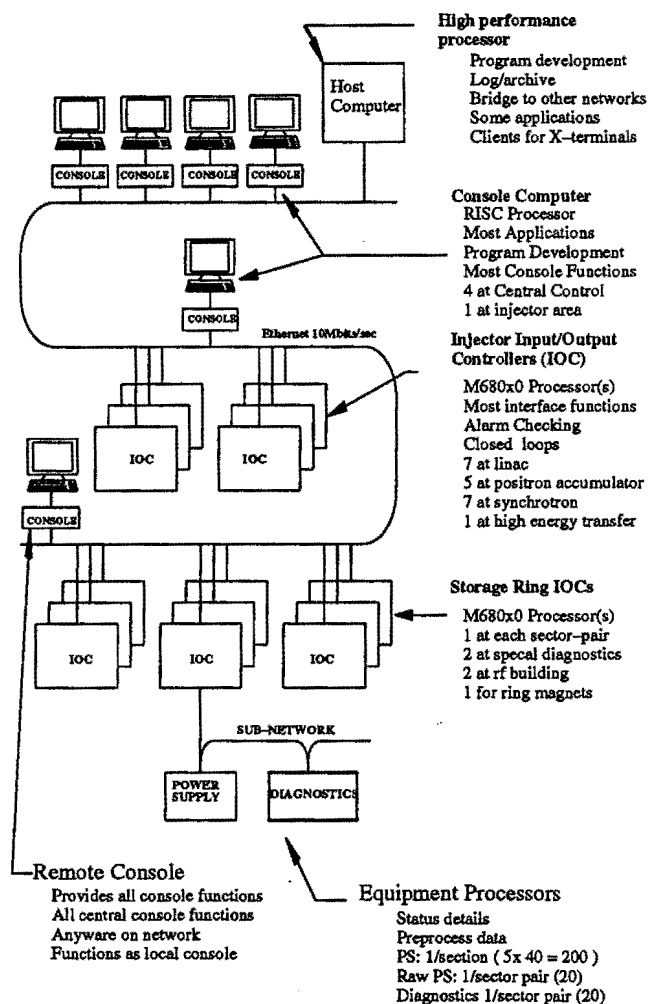 High performance
processor
Program development
Log/archive
Bridge to other networks
Some applications
Clients for X-terminals
Host
Computer
CONSOLE
CONSOLE
CONSOLE
CONSOLE
Console Computer
RISC Processor
Most Applications
Program Development
Most Console Functions
4 at Central Control
1 at injector area
CONSOLE
Ethernet 10Mbits/sec
Injector Input/Output
Controllers (IOC)
M680x0 Processor(s)
Most interface functions
Alarm Checking
Closed loops
7 at linac
5 at positron accumulator
7 at synchrotron
1 at high energy transfer
IOC
IOC
CONSOLE
Storage Ring IOCs
M680x0 Processor(s)
1 at each sector-pair
2 at specal diagnostics
2 at rf building
1 for ring magnets
IOC
IOC
IOC
SUB-NETWORK
POWER
SUPPLY
DIAGNOSTICS
Remote Console
Provides all console functions
All central console functions
Anyware on network
Functions as local console
Equipment Processors
Status details
Preprocess data
PS: 1/section ( 5x 40 = 200 )
Raw PS: 1/sector pair (20)
Diagnostics 1/sector pair (20)